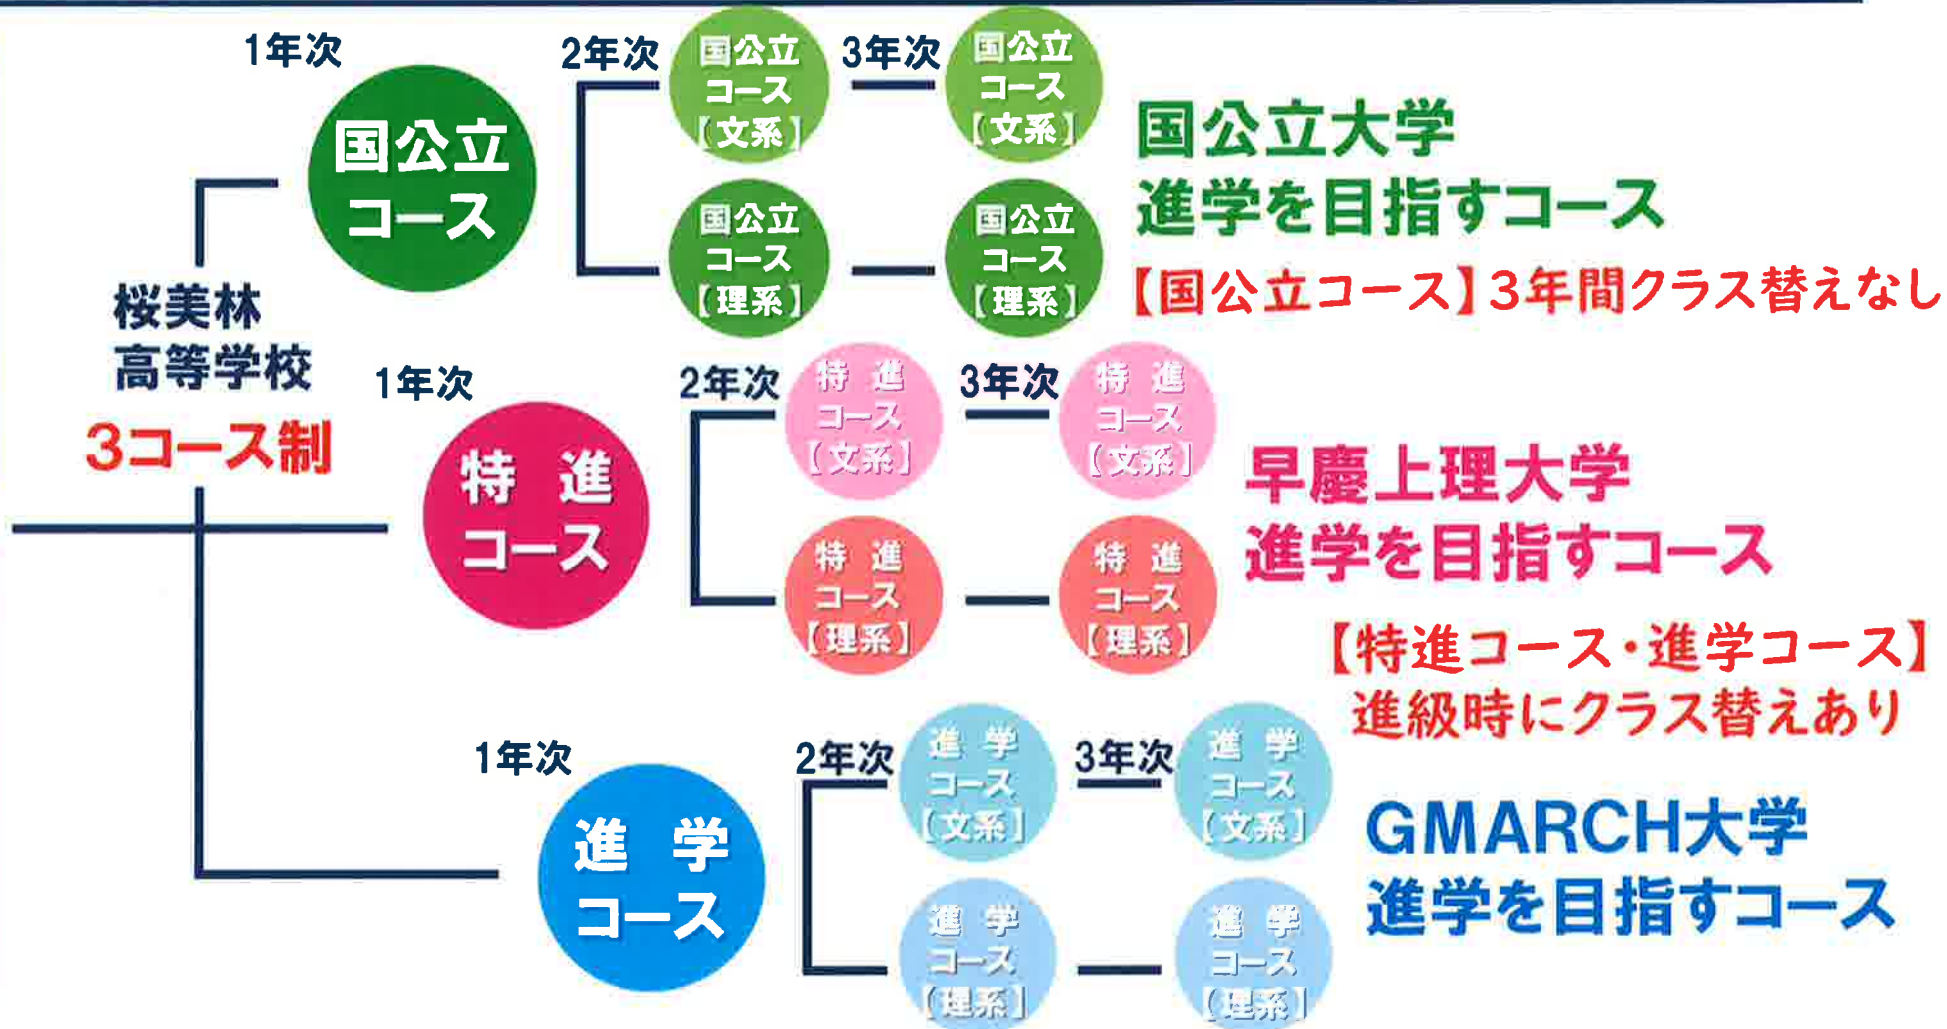 桜美林
高等学校
3コース制
1年次
国公立
コース
2年次
国公立
コース
【文系】
国公立
コース
【理系】
3年次
国公立
コース
【文系】
国公立
コース
【理系】
国公立大学
進学を目指すコース
【国公立コース】3年間クラス替えなし
1年次
特 進
コース
2年次
特 進
コース
【文系】
特 進
コース
【理系】
3年次
特 進
コース
【文系】
特 進
コース
【理系】
早慶上理大学
進学を目指すコース
【特進コース・進学コース】
進級時にクラス替えあり
1年次
進 学
コース
2年次
進 学
コース
【文系】
進 学
コース
【理系】
3年次
進 学
コース
【文系】
進 学
コース
【理系】
GMARCH大学
進学を目指すコース